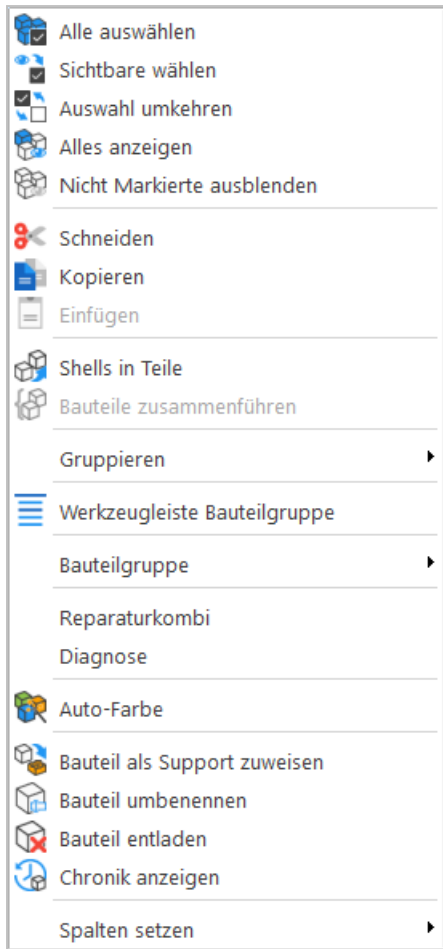 Alle auswählen
Sichtbare wählen
Auswahl umkehren
Alles anzeigen
Nicht Markierte ausblenden
Schneiden
Kopieren
Einfügen
Shells in Teile
Bauteile zusammenführen
Gruppieren
Werkzeugleiste Bauteilgruppe
Bauteilgruppe
Reparaturkombi
Diagnose
Auto-Farbe
Bauteil als Support zuweisen
Bauteil umbenennen
Bauteil entladen
Chronik anzeigen
Spalten setzen